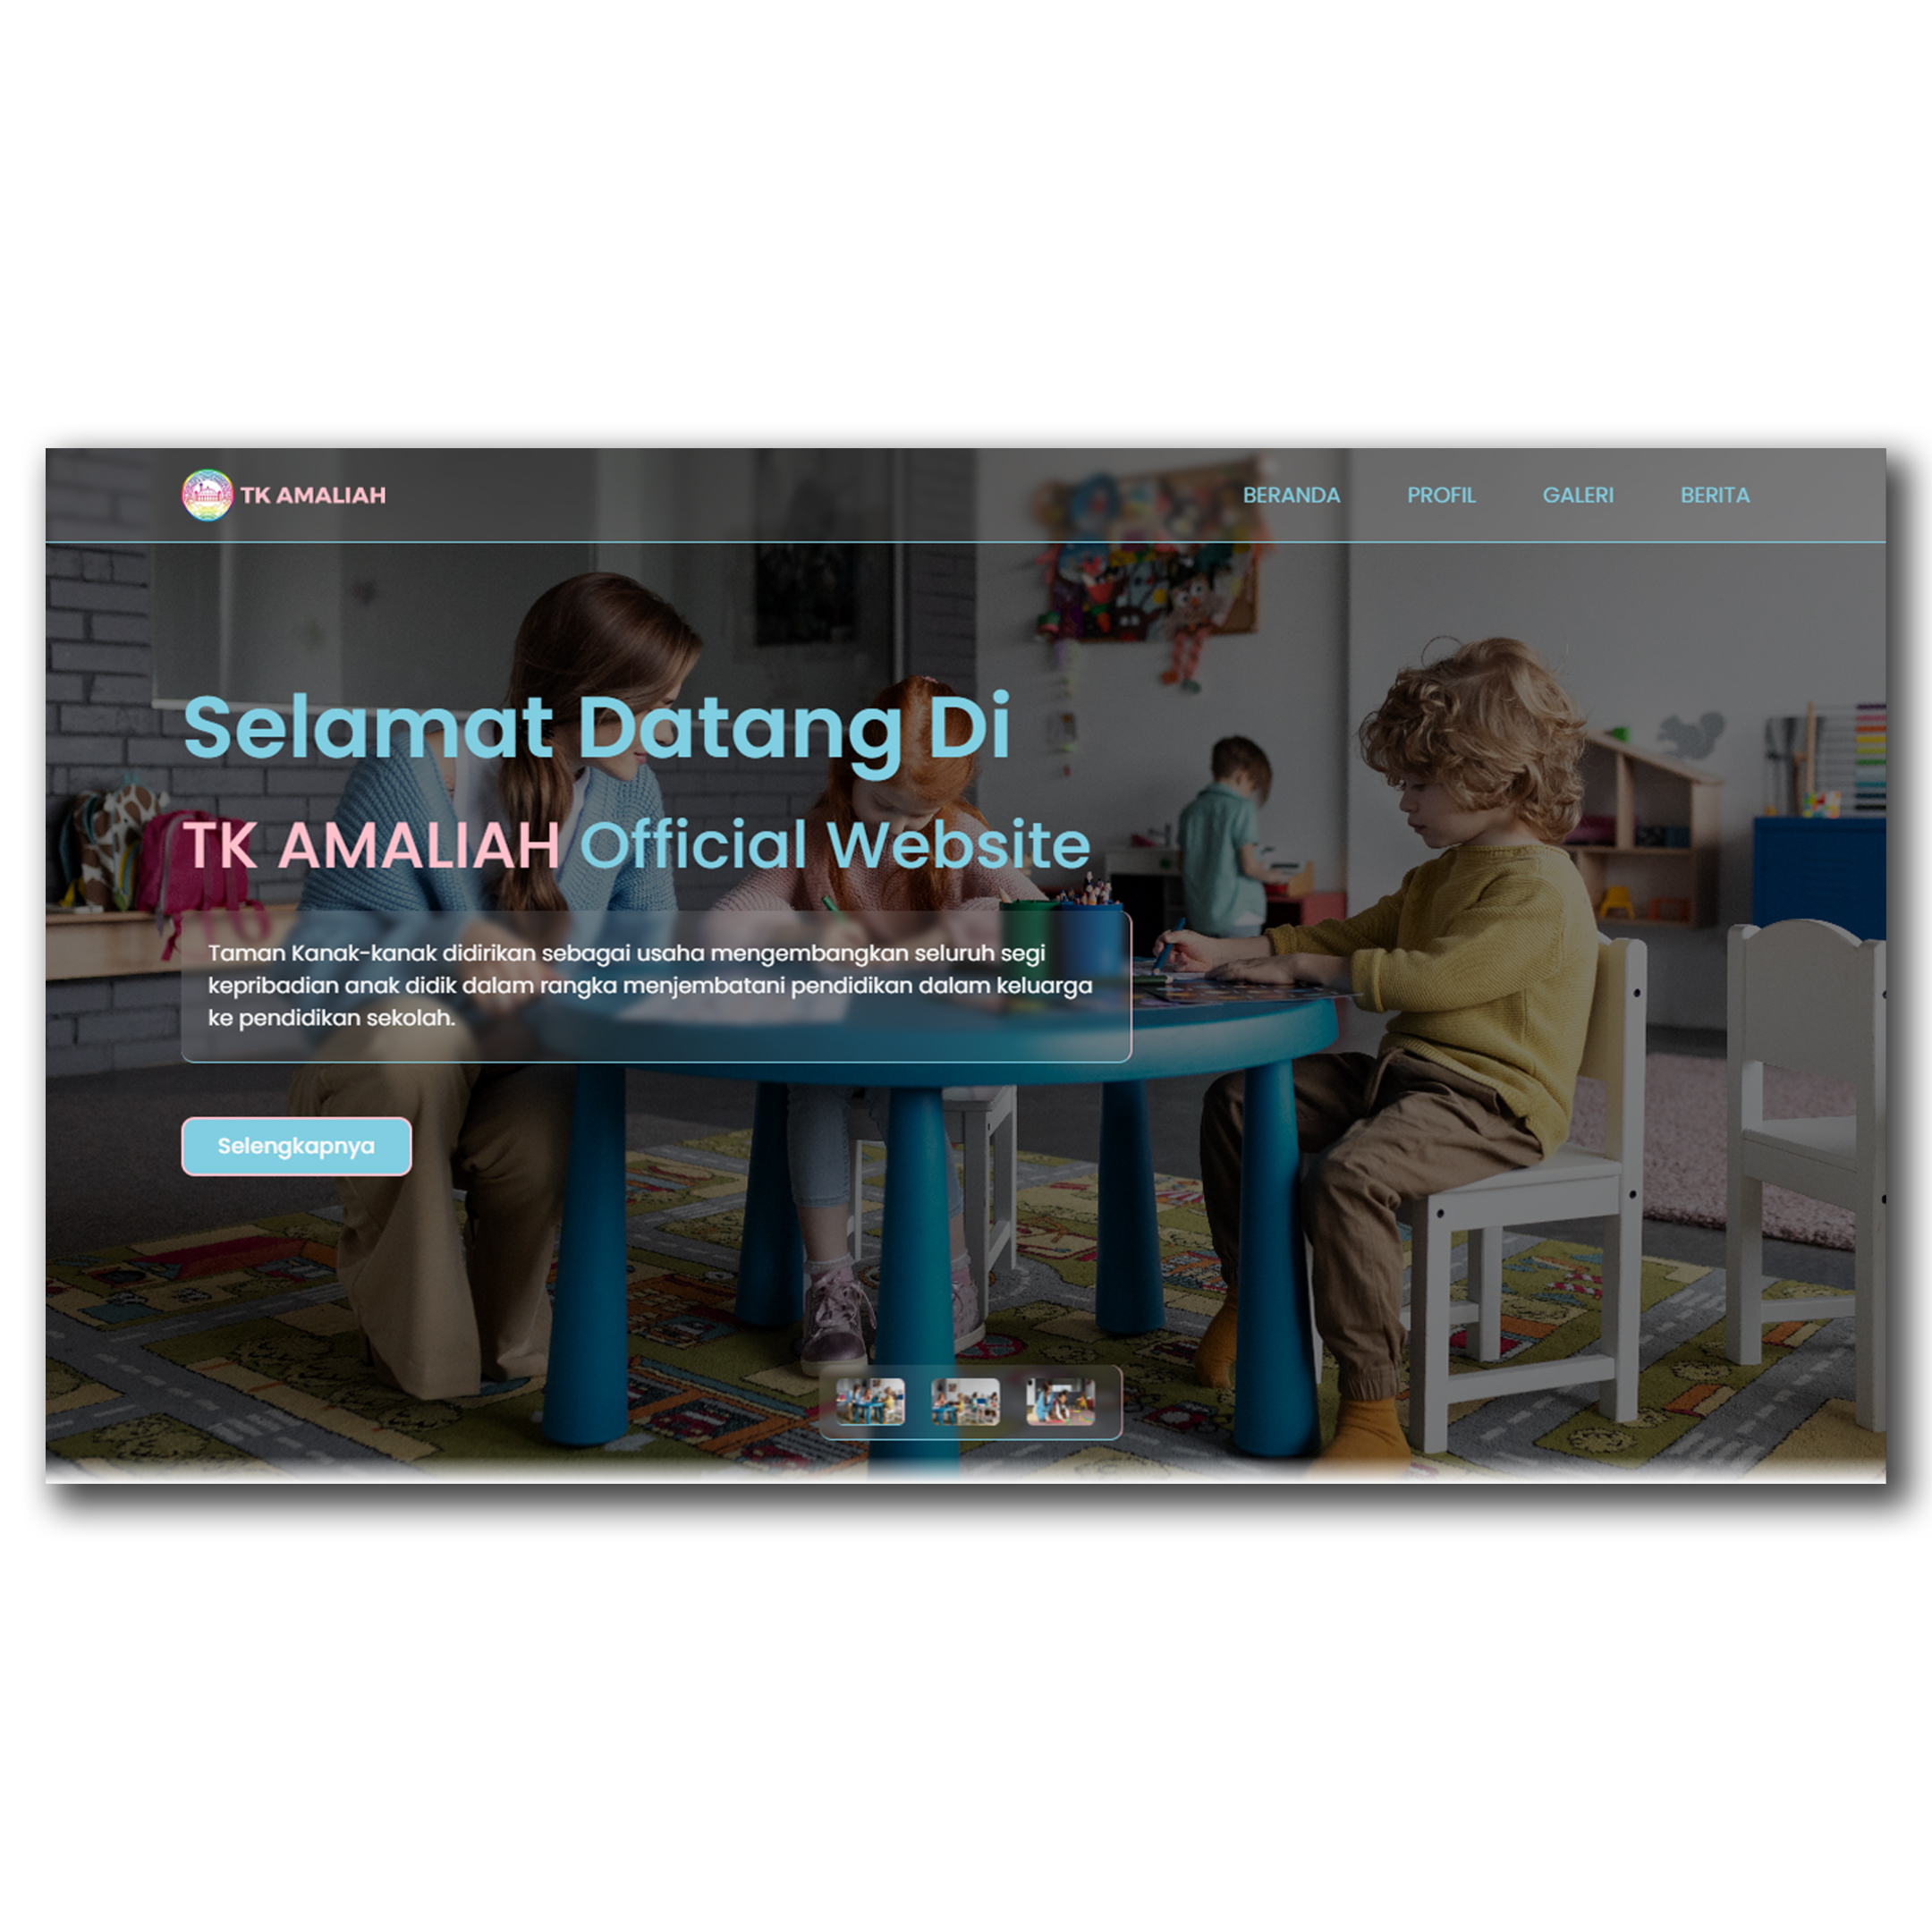 TK AMALIAH
BERANDA PROFIL GALERI BERITA
Selamat Datang Di
TK AMALIAH Official Website
Taman Kanak-kanak didirikan sebagai usaha mengembangkan seluruh segi
kepribadian anak didik dalam rangka menjembatani pendidikan dalam keluarga
ke pendidikan sekolah.
Selengkapnya